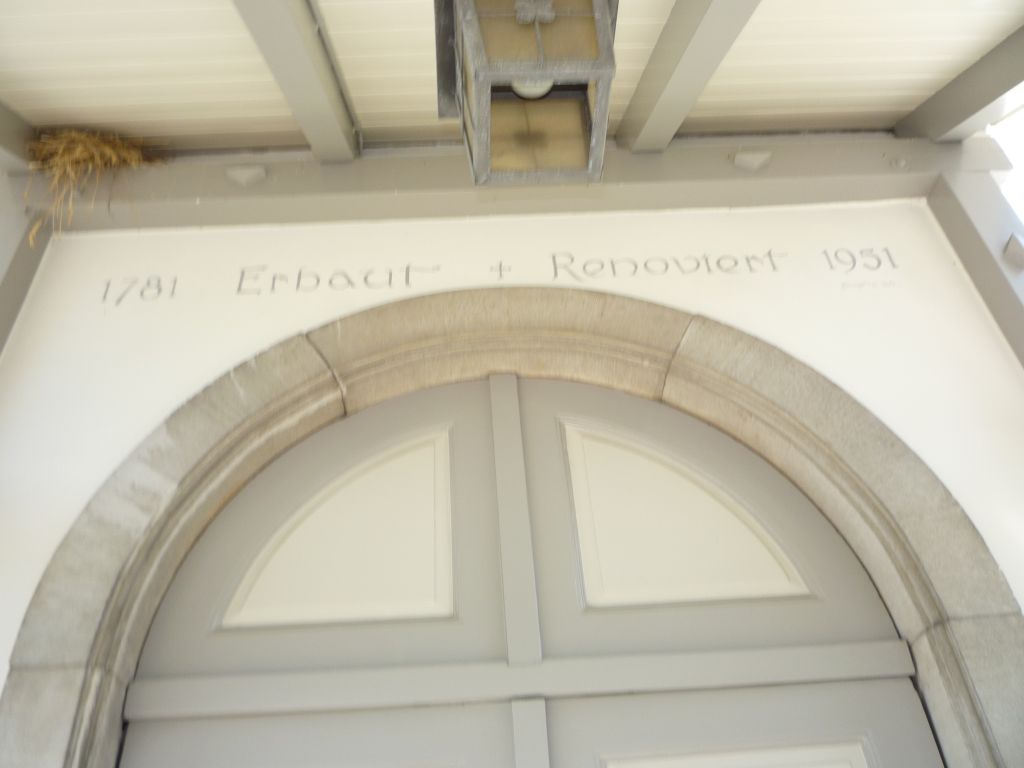 1781 Erbaut + Renoviert 1951